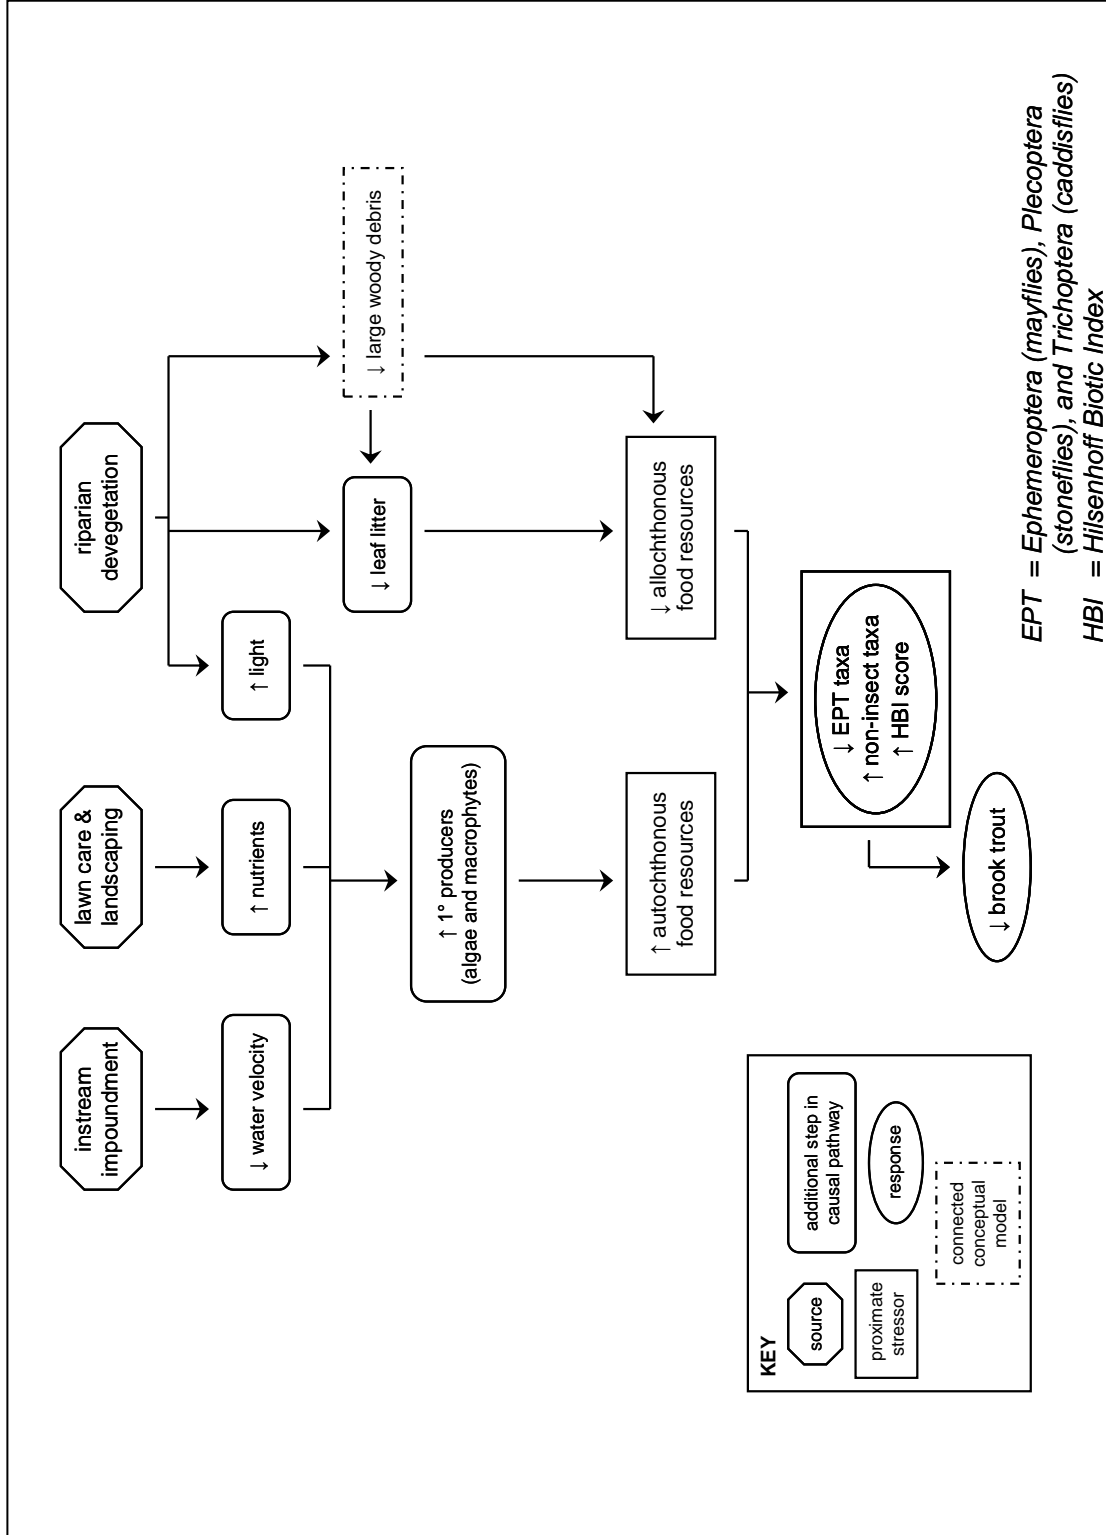 instream
impoundment
lawn care &
landscaping
riparian
devegetation
↓ water velocity
↑ nutrients
↑ light
↓ leaf litter
↓ large woody debris
↑ 1° producers
(algae and macrophytes)
↑ autochthonous
food resources
↓ allochthonous
food resources
↓ EPT taxa
↑ non-insect taxa
↑ HBI score
↓ brook trout
KEY
source
additional step in
causal pathway
proximate
stressor
response
connected
conceptual
model
EPT = Ephemeroptera (mayflies), Plecoptera
(stoneflies), and Trichoptera (caddisflies)
HBI = Hilsenhoff Biotic Index